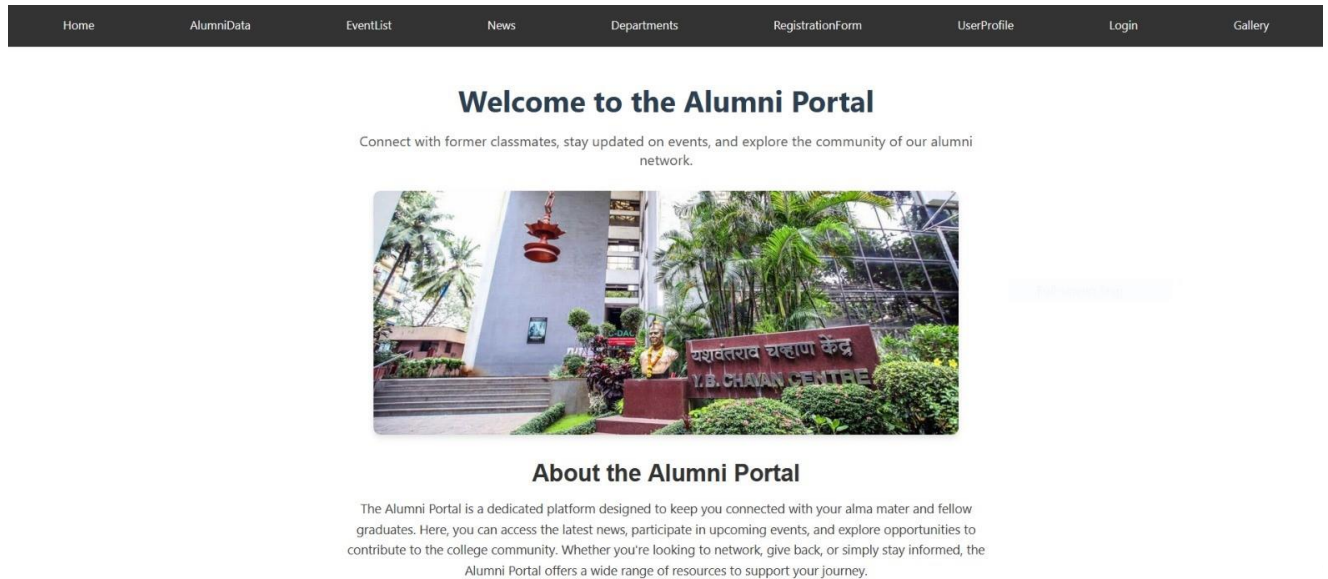 Home AlumniData EventList News Departments RegistrationForm UserProfile Login Gallery
Welcome to the Alumni Portal
Connect with former classmates, stay updated on events, and explore the community of our alumni
network.
C-DAC
यशवंतराव चव्हाण केंद्र
Y. B. CHAVAN CENTRE
About the Alumni Portal
The Alumni Portal is a dedicated platform designed to keep you connected with your alma mater and fellow
graduates. Here, you can access the latest news, participate in upcoming events, and explore opportunities to
contribute to the college community. Whether you're looking to network, give back, or simply stay informed, the
Alumni Portal offers a wide range of resources to support your journey.